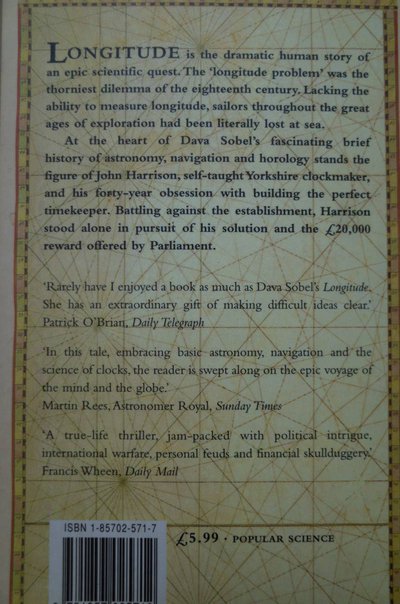 LONGITUDE is the dramatic human story of
an epic scientific quest. The 'longitude problem' was the
thorniest dilemma of the eighteenth century. Lacking the
ability to measure longitude, sailors throughout the great
ages of exploration had been literally lost at sea.
At the heart of Dava Sobel's fascinating brief
history of astronomy, navigation and horology stands the
figure of John Harrison, self-taught Yorkshire clockmaker,
and his forty-year obsession with building the perfect
timekeeper. Battling against the establishment, Harrison
stood alone in pursuit of his solution and the £20,000
reward offered by Parliament.
'Rarely have I enjoyed a book as much as Dava Sobel's Longitude.
She has an extraordinary gift of making difficult ideas clear.'
Patrick O'Brian, Daily Telegraph
'In this tale, embracing basic astronomy, navigation and the
science of clocks, the reader is swept along on the epic voyage of
the mind and the globe.'
Martin Rees, Astronomer Royal, Sunday Times
'A true-life thriller, jam-packed with political intrigue,
international warfare, personal feuds and financial skullduggery.'
Francis Wheen, Daily Mail
ISBN 1-85702-571-7
£5.99 · POPULAR SCIENCE